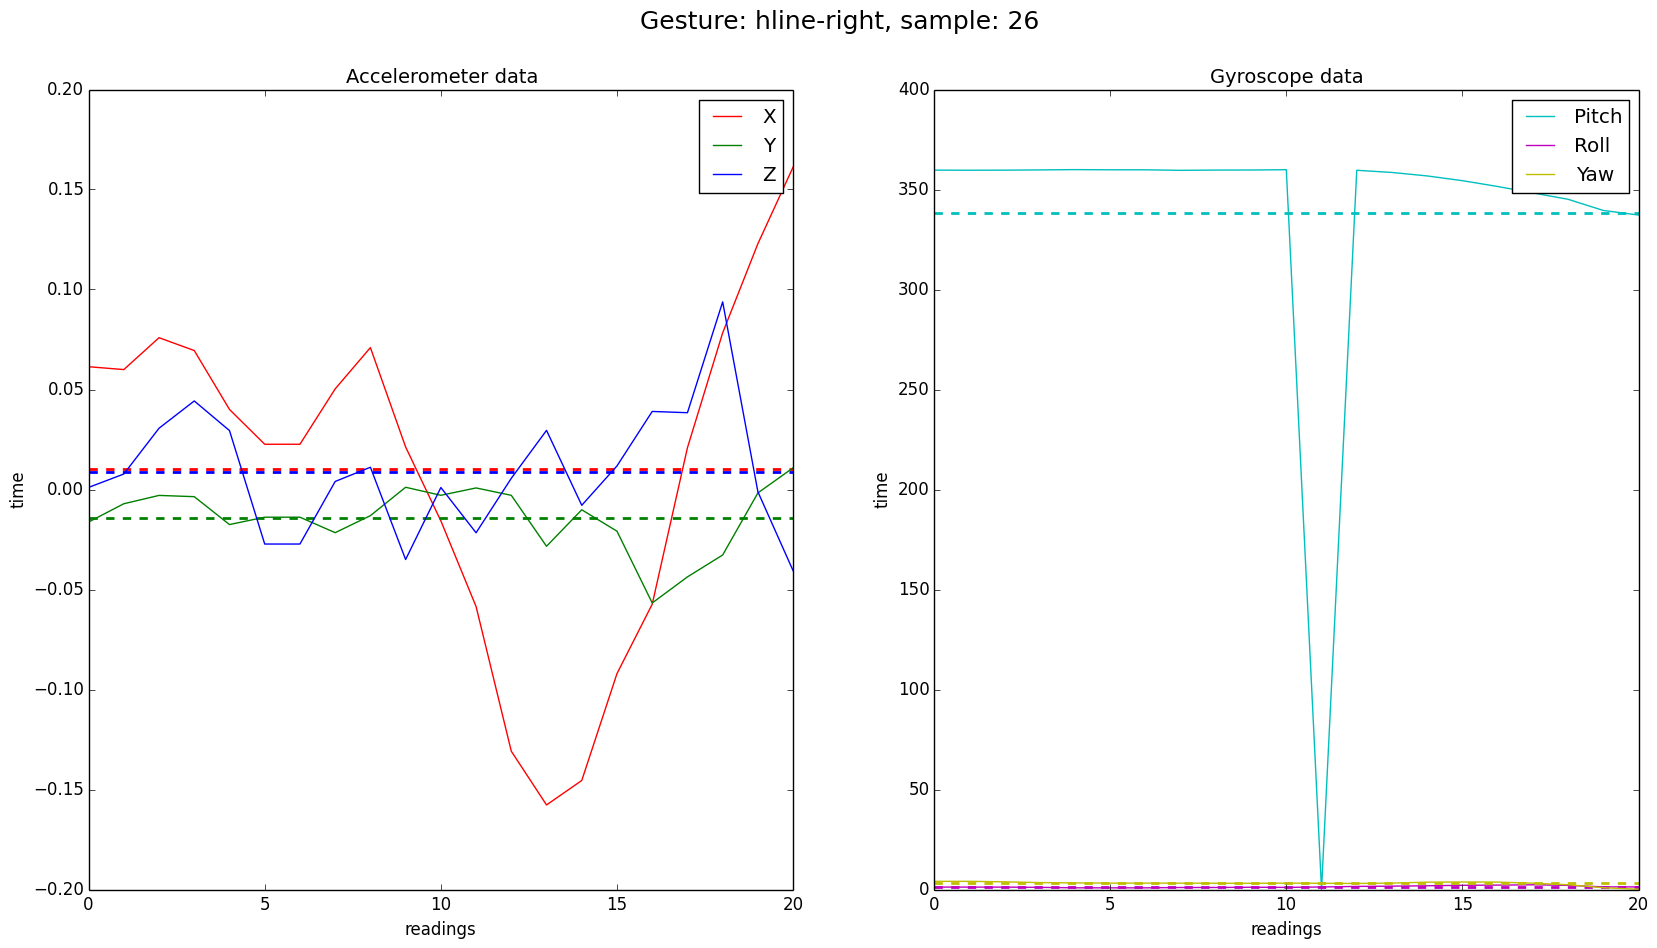 Gesture: hline-right, sample: 26
Accelerometer data
0.20
0.15
0.10
0.05
0.00
−0.05
−0.10
−0.15
−0.20
time
0
5
10
15
20
readings
X
Y
Z
Gyroscope data
400
350
300
250
200
150
100
50
0
time
0
5
10
15
20
readings
Pitch
Roll
Yaw